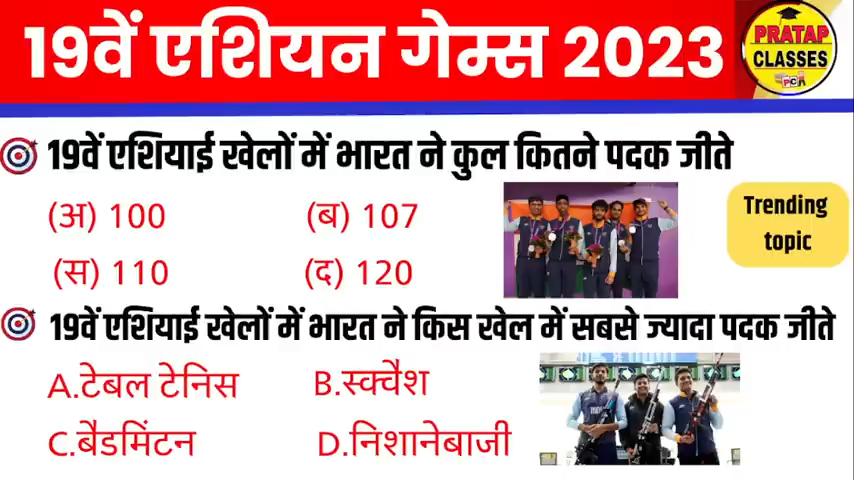 19वें एशियन गेम्स 2023
PRATAP
CLASSES
PC
19वें एशियाई खेलों में भारत ने कुल कितने पदक जीते
(अ) 100
(ब) 107
(स) 110
(द) 120
Trending
topic
19वें एशियाई खेलों में भारत ने किस खेल में सबसे ज्यादा पदक जीते
A.टेबल टेनिस
B.स्क्वैश
C.बैडमिंटन
D.निशानेबाजी